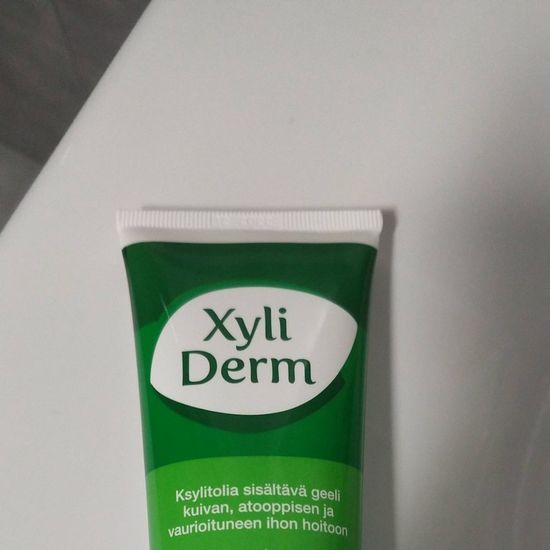 Xyli
Derm
Ksylitolia sisältävä geeli
kuivan, atooppisen ja
vaurioituneen ihon hoitoon